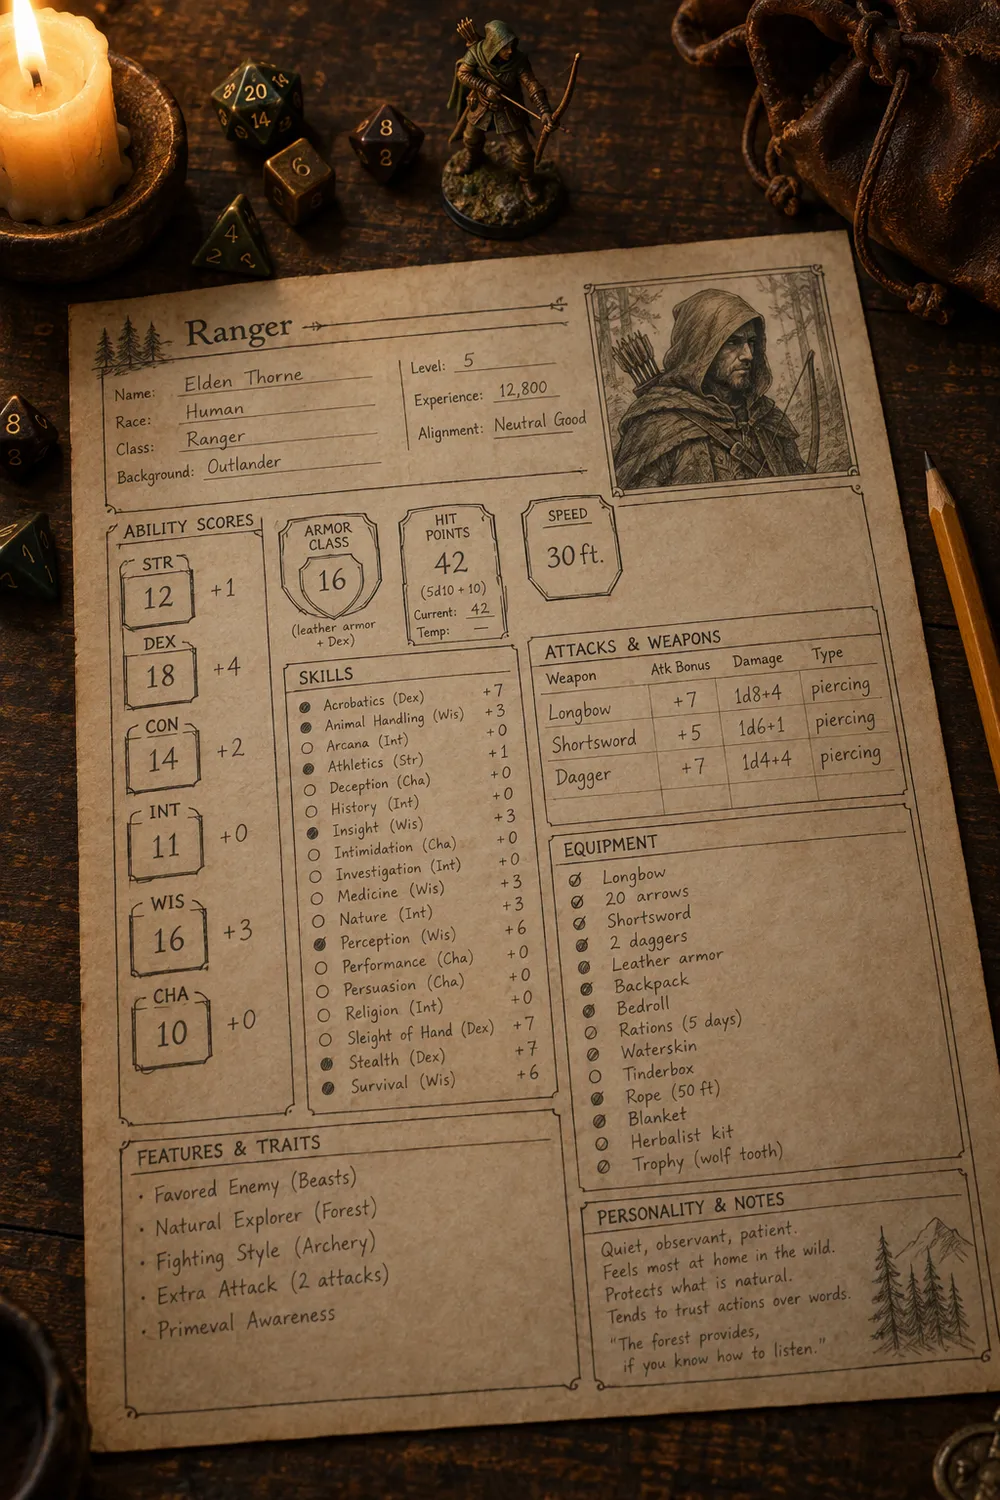 Ranger
Name: Elden Thorne
Race: Human
Class: Ranger
Background: Outlander
Level: 5
Experience: 12,800
Alignment: Neutral Good
ABILITY SCORES
STR
12 +1
DEX
18 +4
CON
14 +2
INT
11 +0
WIS
16 +3
CHA
10 +0
ARMOR
CLASS
16
(leather armor
+ Dex)
HIT
POINTS
42
(5d10 + 10)
Current: 42
Temp: —
SPEED
30 ft.
SKILLS
Acrobatics (Dex) +7
Animal Handling (Wis) +3
Arcana (Int) +0
Athletics (Str) +1
Deception (Cha) +0
History (Int) +0
Insight (Wis) +3
Intimidation (Cha) +0
Investigation (Int) +0
Medicine (Wis) +3
Nature (Int) +3
Perception (Wis) +6
Performance (Cha) +0
Persuasion (Cha) +0
Religion (Int) +0
Sleight of Hand (Dex) +7
Stealth (Dex) +7
Survival (Wis) +6
ATTACKS & WEAPONS
Weapon Atk Bonus Damage Type
Longbow +7 1d8+4 piercing
Shortsword +5 1d6+1 piercing
Dagger +7 1d4+4 piercing
EQUIPMENT
Longbow
20 arrows
Shortsword
2 daggers
Leather armor
Backpack
Bedroll
Rations (5 days)
Waterskin
Tinderbox
Rope (50 ft)
Blanket
Herbalist kit
Trophy (wolf tooth)
FEATURES & TRAITS
• Favored Enemy (Beasts)
• Natural Explorer (Forest)
• Fighting Style (Archery)
• Extra Attack (2 attacks)
• Primeval Awareness
PERSONALITY & NOTES
Quiet, observant, patient.
Feels most at home in the wild.
Protects what is natural.
Tends to trust actions over words.
"The forest provides,
if you know how to listen."
20
14
8
2
6
4
2
8